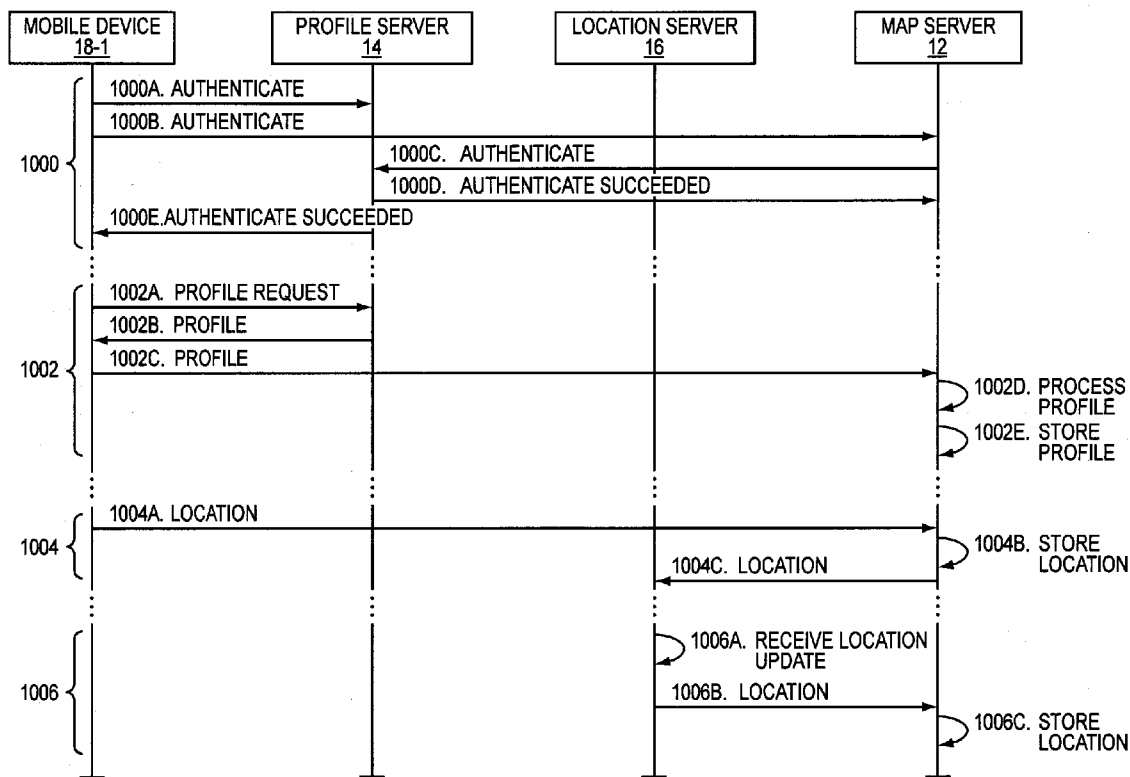 MOBILE DEVICE
18-1
PROFILE SERVER
14
LOCATION SERVER
16
MAP SERVER
12
1000
1000A. AUTHENTICATE
1000B. AUTHENTICATE
1000C. AUTHENTICATE
1000D. AUTHENTICATE SUCCEEDED
1000E.AUTHENTICATE SUCCEEDED
1002
1002A. PROFILE REQUEST
1002B. PROFILE
1002C. PROFILE
1002D. PROCESS
PROFILE
1002E. STORE
PROFILE
1004
1004A. LOCATION
1004B. STORE
LOCATION
1004C. LOCATION
1006
1006A. RECEIVE LOCATION
UPDATE
1006B. LOCATION
1006C. STORE
LOCATION